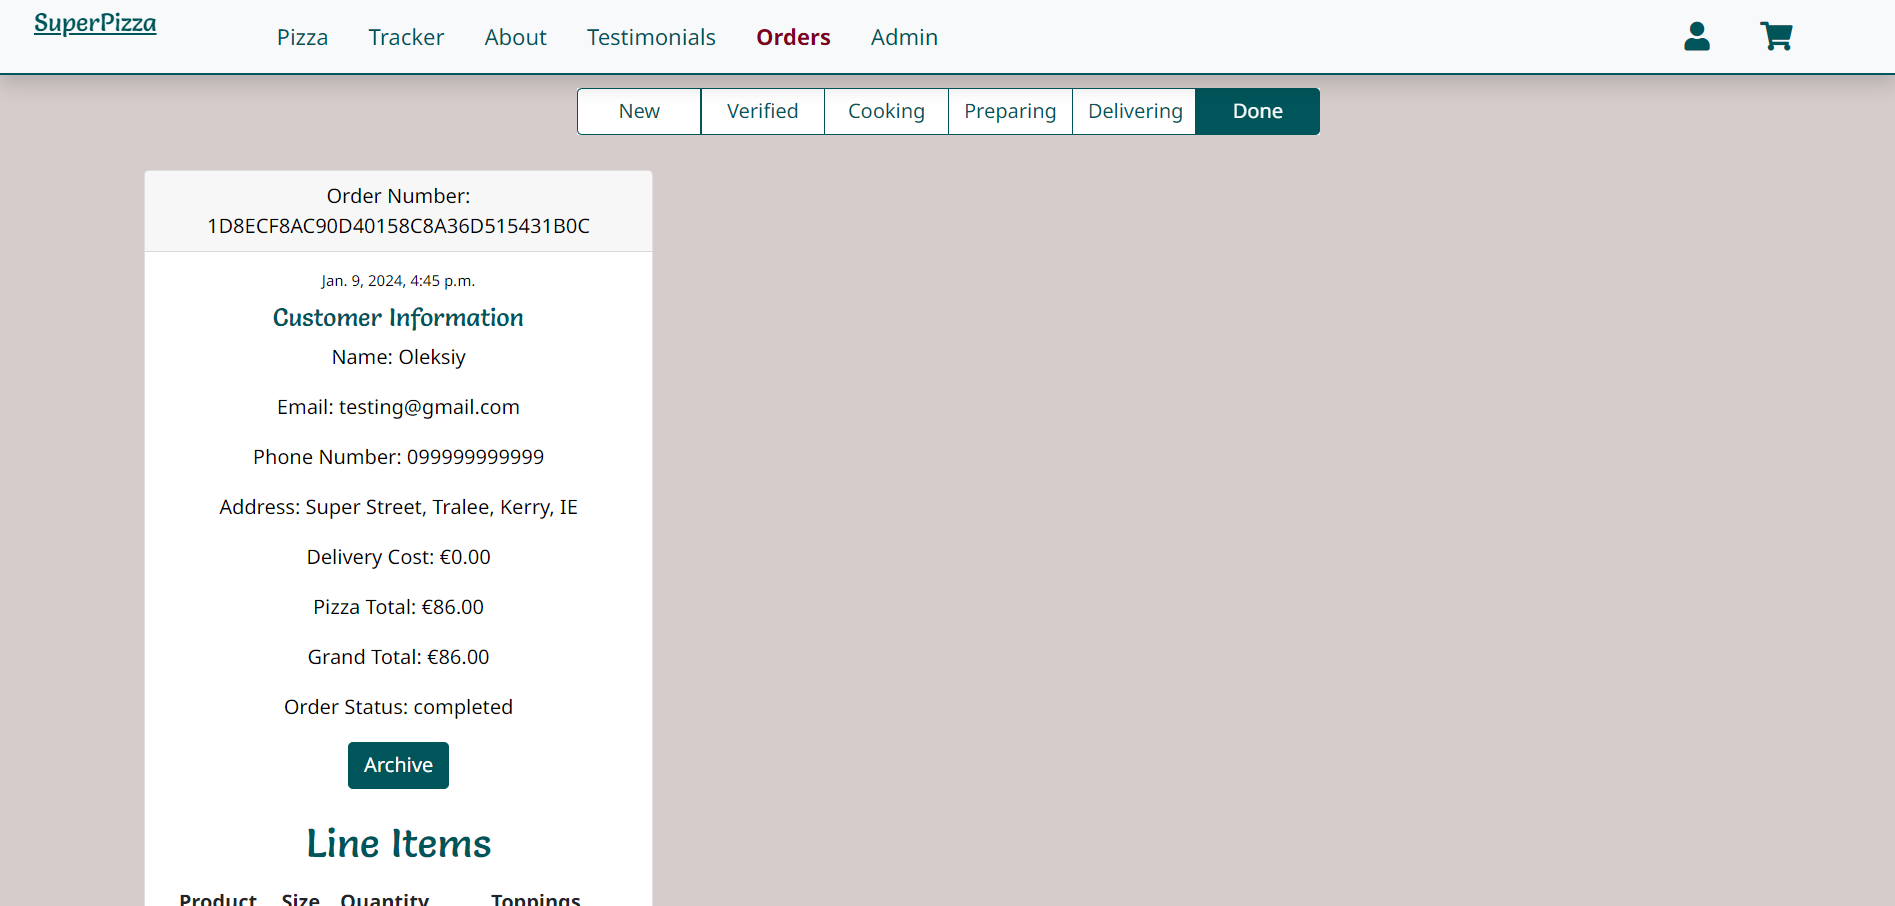 SuperPizza
Pizza Tracker About Testimonials Orders Admin
New Verified Cooking Preparing Delivering Done
Order Number:
1D8ECF8AC90D40158C8A36D515431B0C
Jan. 9, 2024, 4:45 p.m.
Customer Information
Name: Oleksiy
Email: testing@gmail.com
Phone Number: 099999999999
Address: Super Street, Tralee, Kerry, IE
Delivery Cost: €0.00
Pizza Total: €86.00
Grand Total: €86.00
Order Status: completed
Archive
Line Items
Product Size Quantity Toppings